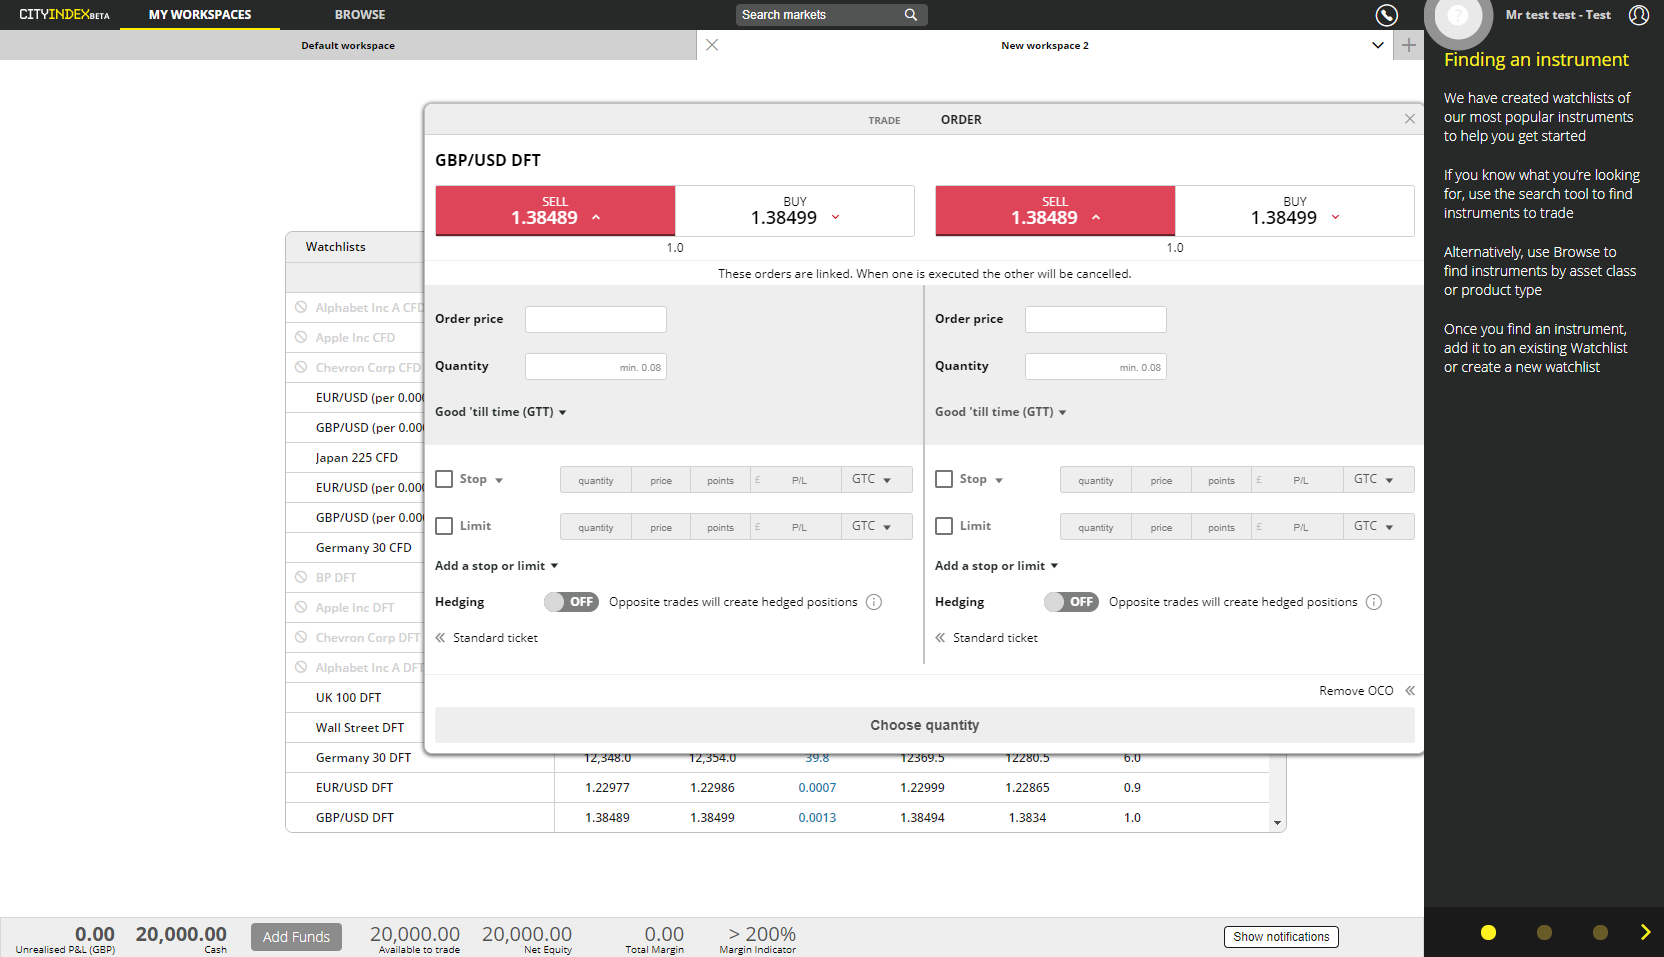 CITYINDEXBETA
MY WORKSPACES
BROWSE
Search markets
?
Mr test test - Test
Default workspace
New workspace 2
Finding an instrument
We have created watchlists of
our most popular instruments
to help you get started
If you know what you're looking
for, use the search tool to find
instruments to trade
Alternatively, use Browse to
find instruments by asset class
or product type
Once you find an instrument,
add it to an existing Watchlist
or create a new watchlist
TRADE ORDER
GBP/USD DFT
SELL
1.38489
BUY
1.38499
1.0
SELL
1.38489
BUY
1.38499
1.0
These orders are linked. When one is executed the other will be cancelled.
Order price
Quantity min. 0.08
Good 'till time (GTT)
Stop quantity price points £ P/L GTC
Limit quantity price points £ P/L GTC
Add a stop or limit
Hedging OFF Opposite trades will create hedged positions i
Standard ticket
Order price
Quantity min. 0.08
Good 'till time (GTT)
Stop quantity price points £ P/L GTC
Limit quantity price points £ P/L GTC
Add a stop or limit
Hedging OFF Opposite trades will create hedged positions i
Standard ticket
Remove OCO
Choose quantity
Watchlists
Alphabet Inc A CFD
Apple Inc CFD
Chevron Corp CFD
EUR/USD (per 0.00
GBP/USD (per 0.00
Japan 225 CFD
EUR/USD (per 0.00
GBP/USD (per 0.00
Germany 30 CFD
BP DFT
Apple Inc DFT
Chevron Corp DFT
Alphabet Inc A DFT
UK 100 DFT
Wall Street DFT
Germany 30 DFT 12,348.0 12,354.0 39.8 12369.5 12280.5 6.0
EUR/USD DFT 1.22977 1.22986 0.0007 1.22999 1.22865 0.9
GBP/USD DFT 1.38489 1.38499 0.0013 1.38494 1.3834 1.0
0.00
Unrealised P&L (GBP)
20,000.00
Cash
Add Funds
20,000.00
Available to trade
20,000.00
Net Equity
0.00
Total Margin
> 200%
Margin Indicator
Show notifications